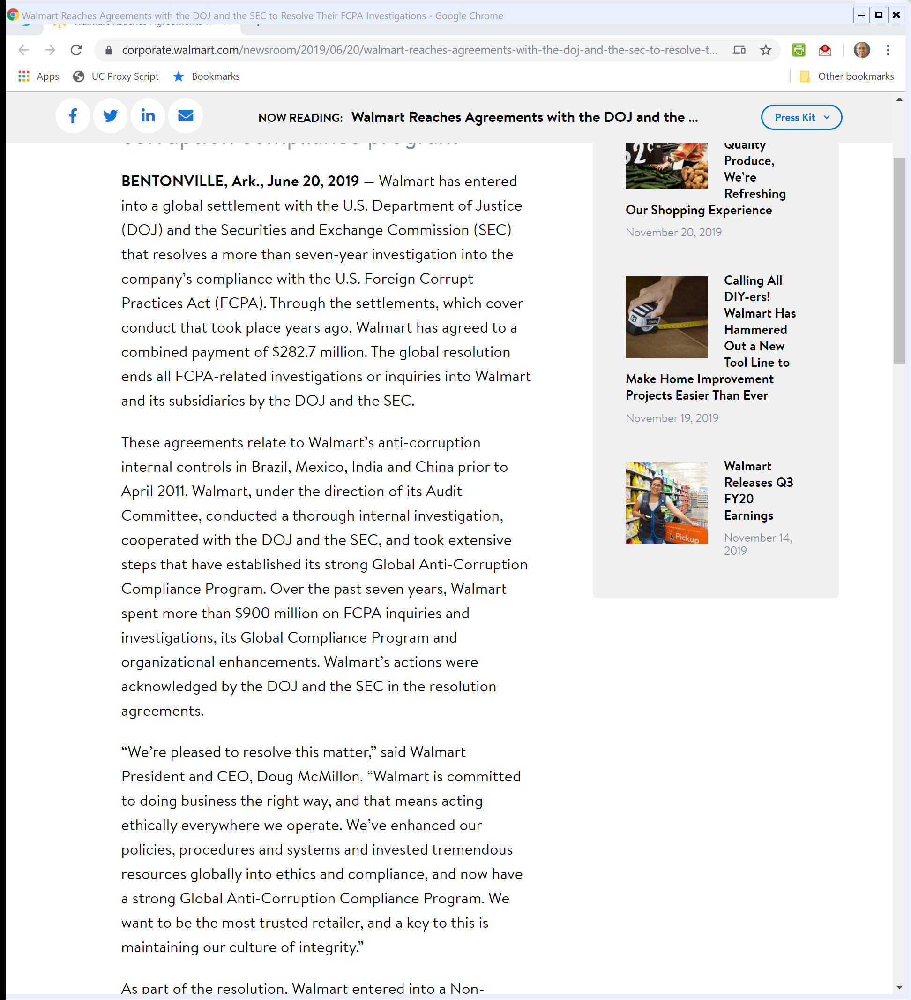 Walmart Reaches Agreements with the DOJ and the SEC to Resolve Their FCPA Investigations - Google Chrome
corporate.walmart.com/newsroom/2019/06/20/walmart-reaches-agreements-with-the-doj-and-the-sec-to-resolve-t...
Apps
UC Proxy Script
Bookmarks
Other bookmarks
NOW READING: Walmart Reaches Agreements with the DOJ and the ...
Press Kit
corruption compliance program
BENTONVILLE, Ark., June 20, 2019 — Walmart has entered
into a global settlement with the U.S. Department of Justice
(DOJ) and the Securities and Exchange Commission (SEC)
that resolves a more than seven-year investigation into the
company’s compliance with the U.S. Foreign Corrupt
Practices Act (FCPA). Through the settlements, which cover
conduct that took place years ago, Walmart has agreed to a
combined payment of $282.7 million. The global resolution
ends all FCPA-related investigations or inquiries into Walmart
and its subsidiaries by the DOJ and the SEC.
These agreements relate to Walmart’s anti-corruption
internal controls in Brazil, Mexico, India and China prior to
April 2011. Walmart, under the direction of its Audit
Committee, conducted a thorough internal investigation,
cooperated with the DOJ and the SEC, and took extensive
steps that have established its strong Global Anti-Corruption
Compliance Program. Over the past seven years, Walmart
spent more than $900 million on FCPA inquiries and
investigations, its Global Compliance Program and
organizational enhancements. Walmart’s actions were
acknowledged by the DOJ and the SEC in the resolution
agreements.
“We’re pleased to resolve this matter,” said Walmart
President and CEO, Doug McMillon. “Walmart is committed
to doing business the right way, and that means acting
ethically everywhere we operate. We’ve enhanced our
policies, procedures and systems and invested tremendous
resources globally into ethics and compliance, and now have
a strong Global Anti-Corruption Compliance Program. We
want to be the most trusted retailer, and a key to this is
maintaining our culture of integrity.”
As part of the resolution, Walmart entered into a Non-
2¢
Quality
Produce,
We’re
Refreshing
Our Shopping Experience
November 20, 2019
Calling All
DIY-ers!
Walmart Has
Hammered
Out a New
Tool Line to
Make Home Improvement
Projects Easier Than Ever
November 19, 2019
Pickup
Walmart
Releases Q3
FY20
Earnings
November 14,
2019